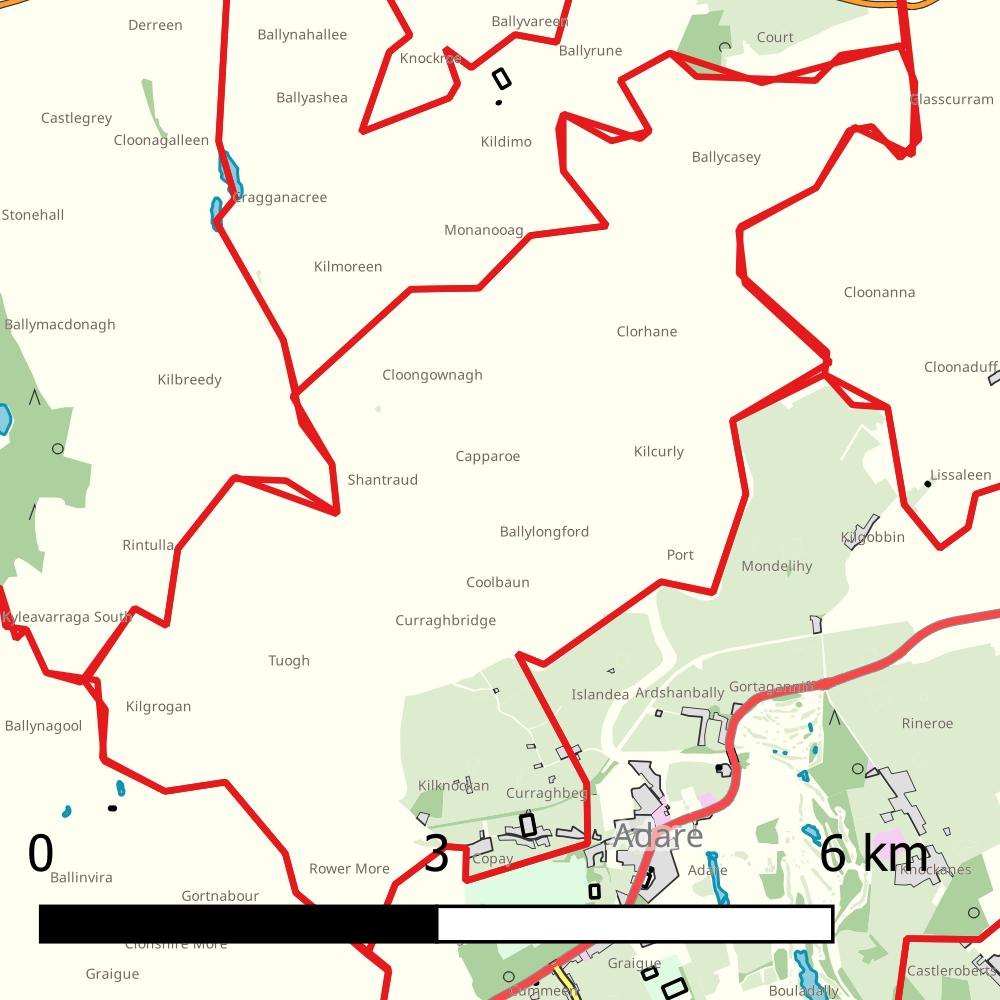 Derreen
Ballynahallee
Ballyvareen
Court
Knockroe
Ballyrune
Ballyashea
Glasscurram
Castlegrey
Cloonagalleen
Kildimo
Ballycasey
Cragganacree
Stonehall
Monanooag
Kilmoreen
Cloonanna
Ballymacdonagh
Clorhane
Kilbreedy
Cloongownagh
Cloonaduff
Capparoe
Kilcurly
Shantraud
Lissaleen
Ballylongford
Kilgobbin
Rintulla
Port
Mondelihy
Coolbaun
Kyleavarraga South
Curraghbridge
Tuogh
Islandea
Ardshanbally
Gortaganniff
Kilgrogan
Ballynagool
Rineroe
Kilknockan
Curraghbeg
Adare
0
3
6 km
Copay
Rower More
Adare
Knockanes
Ballinvira
Gortnabour
Clonshire More
Graigue
Graigue
Castleroberts
Cummeen
Bouladally